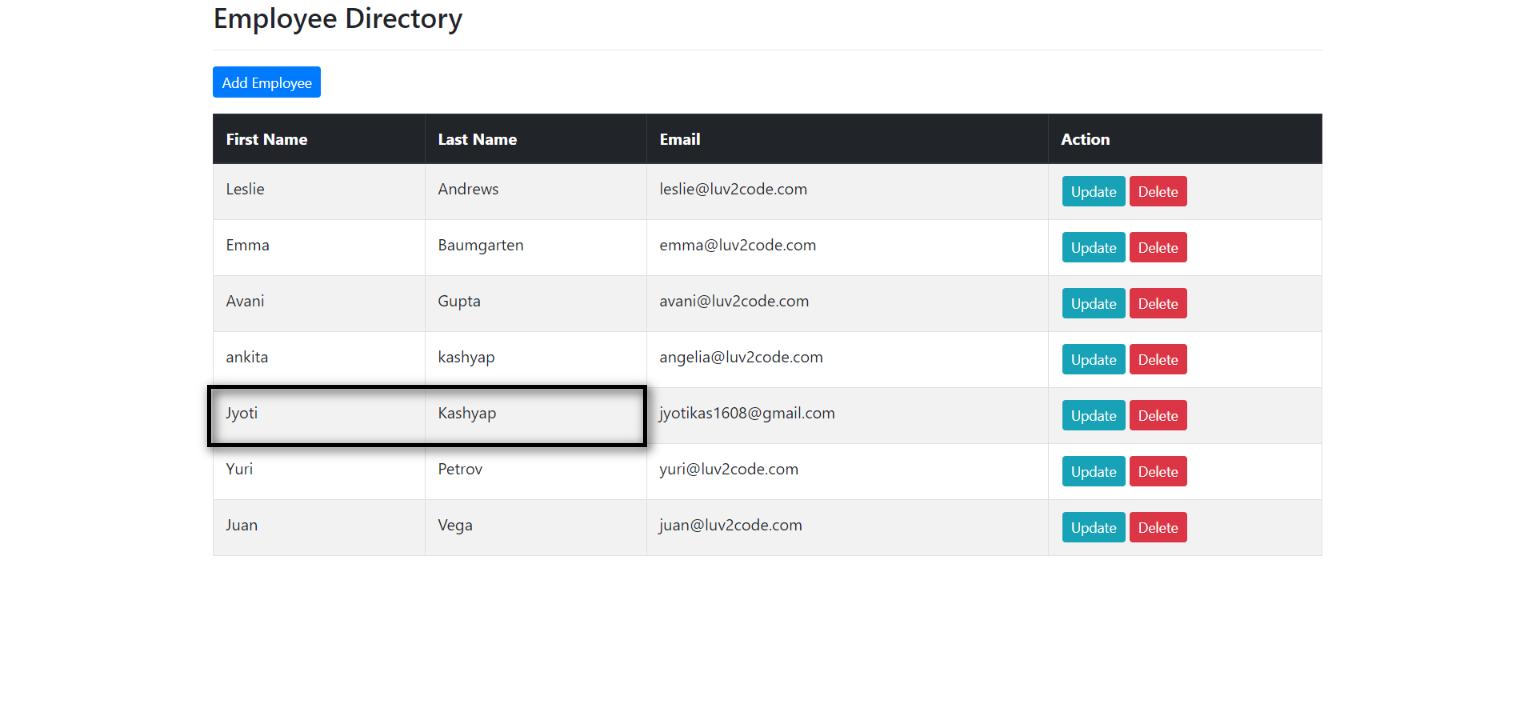 Employee Directory
Add Employee
First Name Last Name Email Action
Leslie Andrews leslie@luv2code.com Update Delete
Emma Baumgarten emma@luv2code.com Update Delete
Avani Gupta avani@luv2code.com Update Delete
ankita kashyap angelia@luv2code.com Update Delete
Jyoti Kashyap jyotikas1608@gmail.com Update Delete
Yuri Petrov yuri@luv2code.com Update Delete
Juan Vega juan@luv2code.com Update Delete